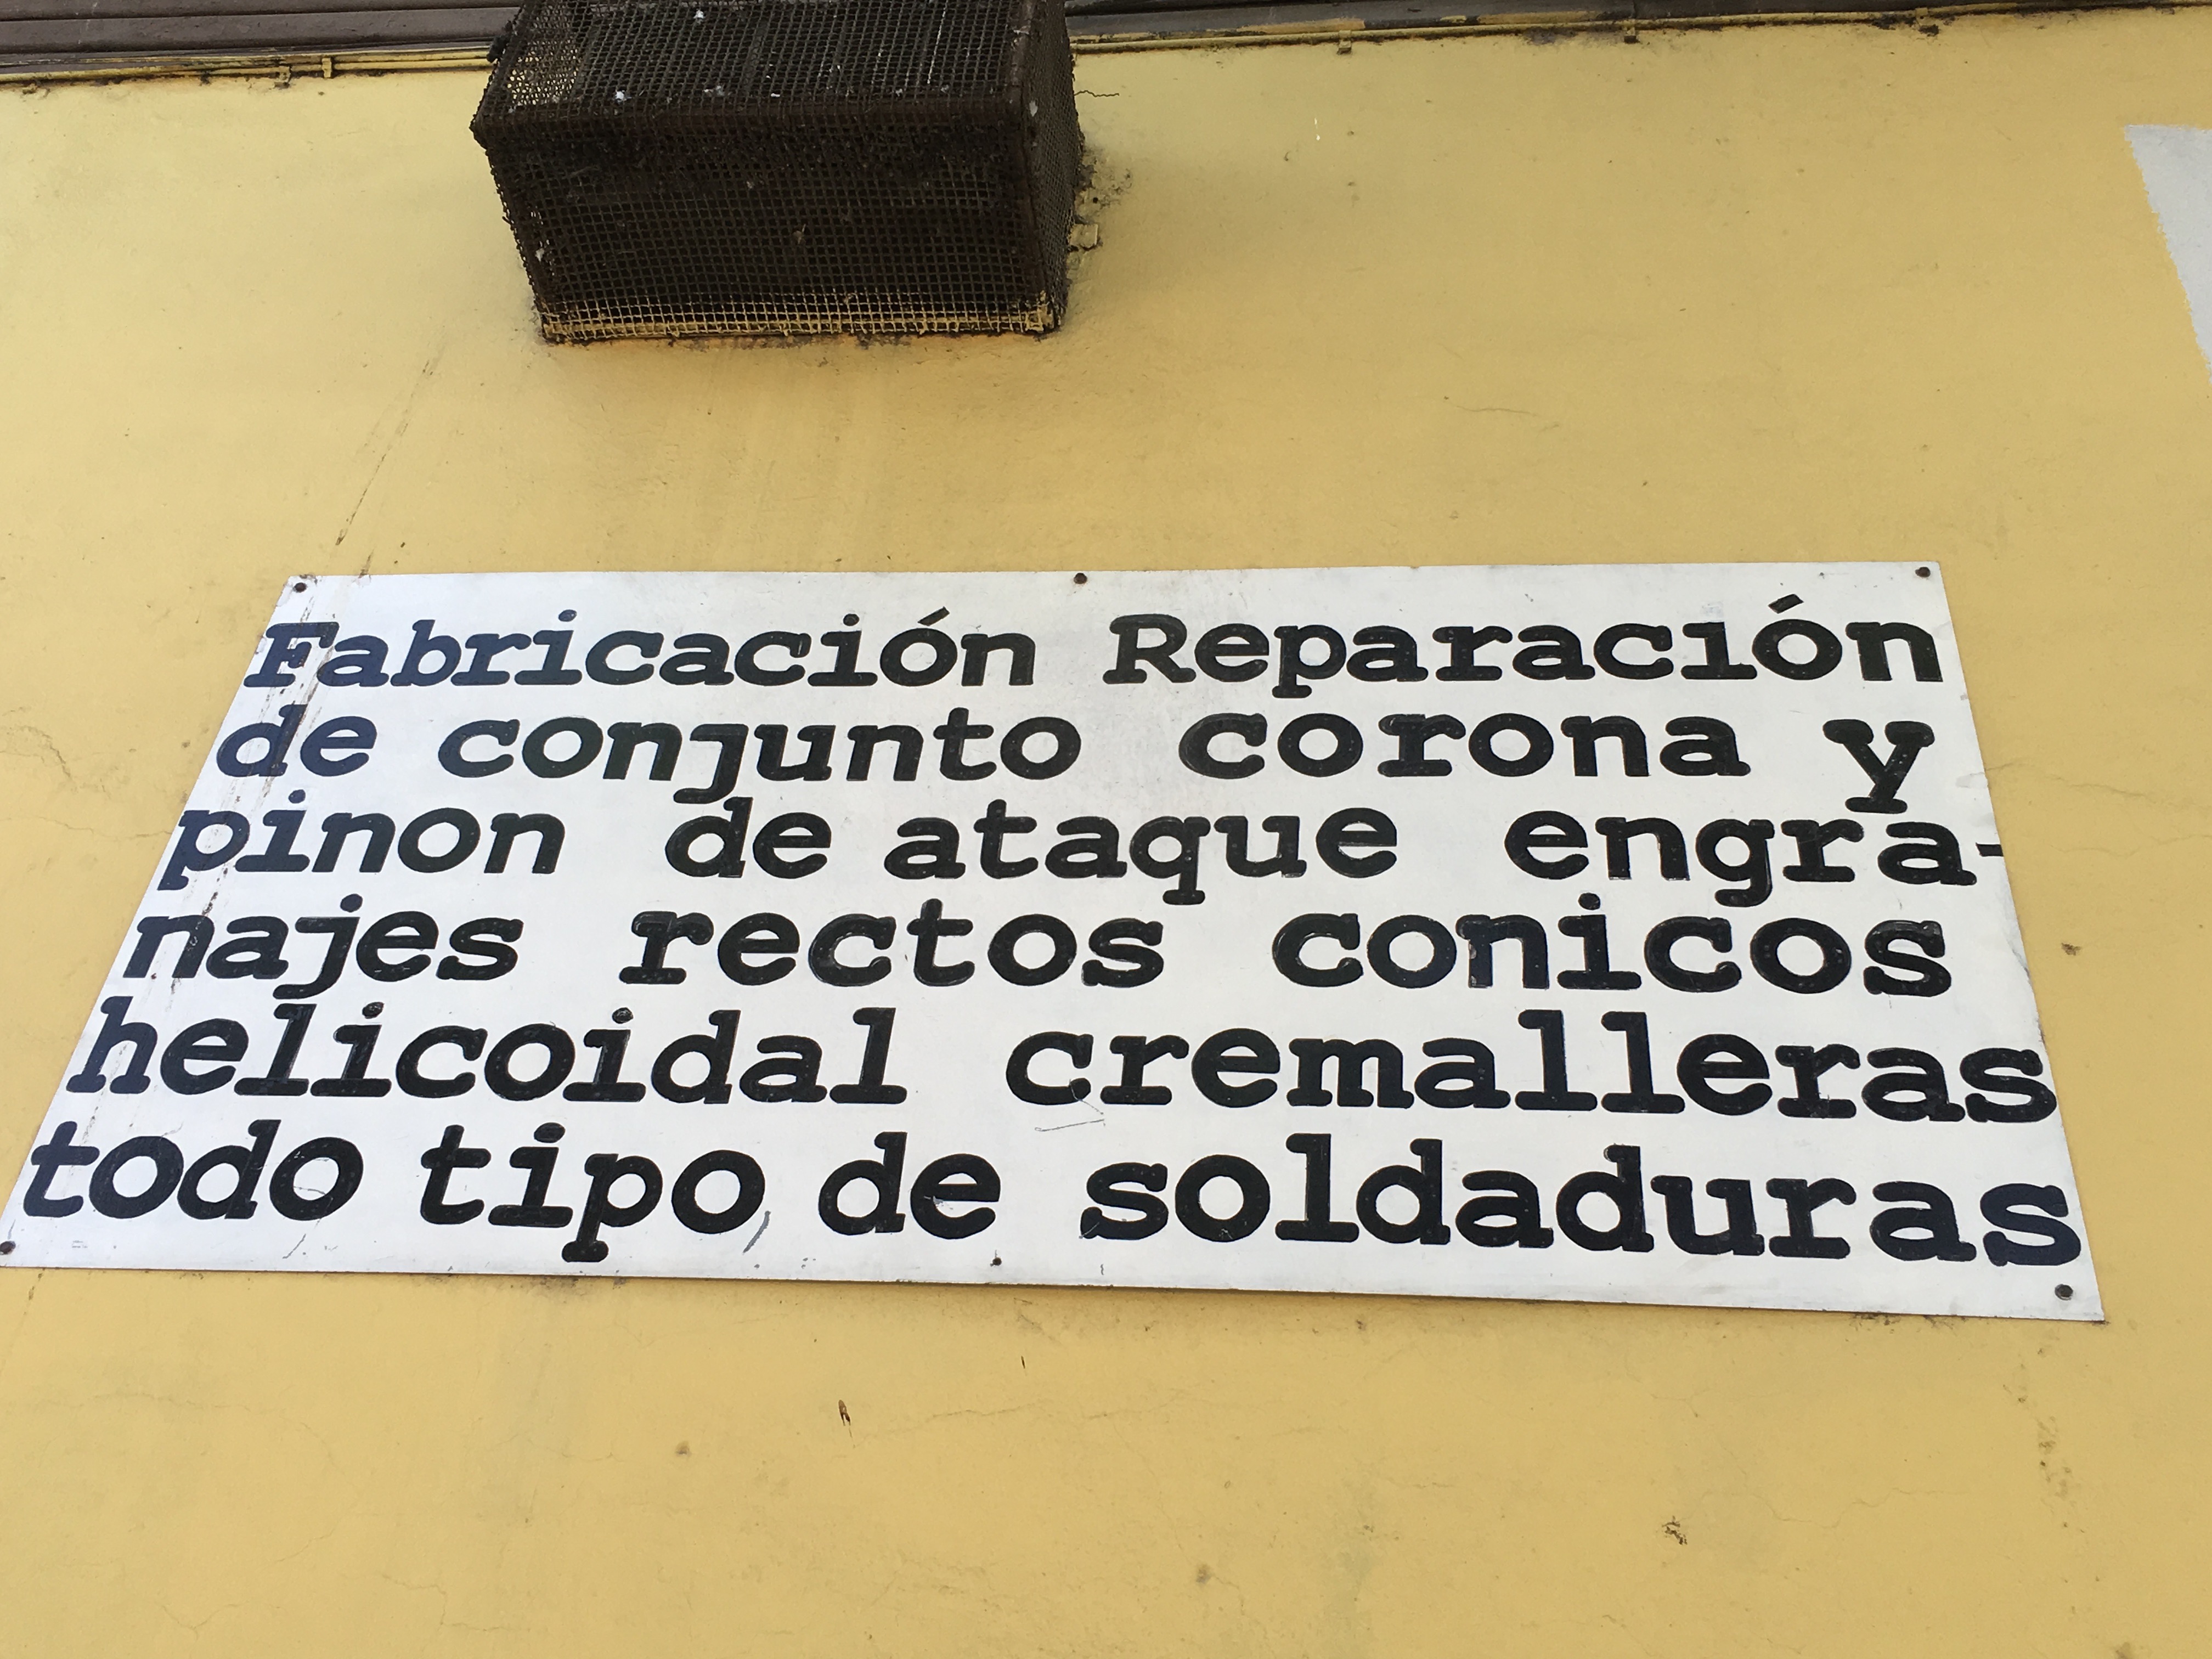 Fabricación Reparación
de conjunto corona y
pinon de ataque engra-
najes rectos conicos
helicoidal cremalleras
todo tipo de soldaduras